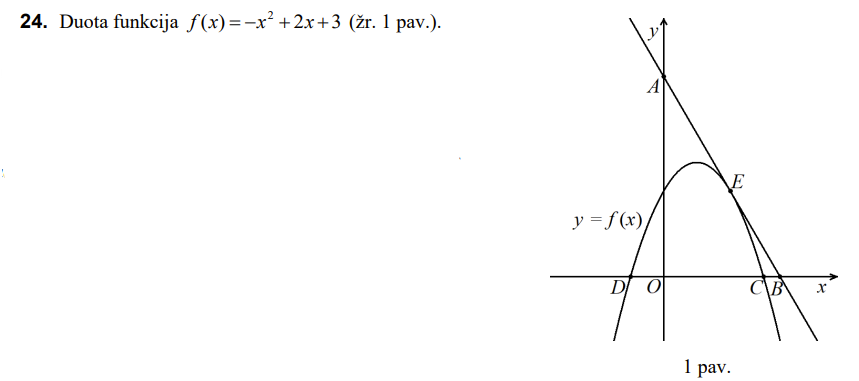 24. Duota funkcija f(x)=−x²+2x+3 (žr. 1 pav.).
y
A
E
y = f(x)
D O C B x
1 pav.